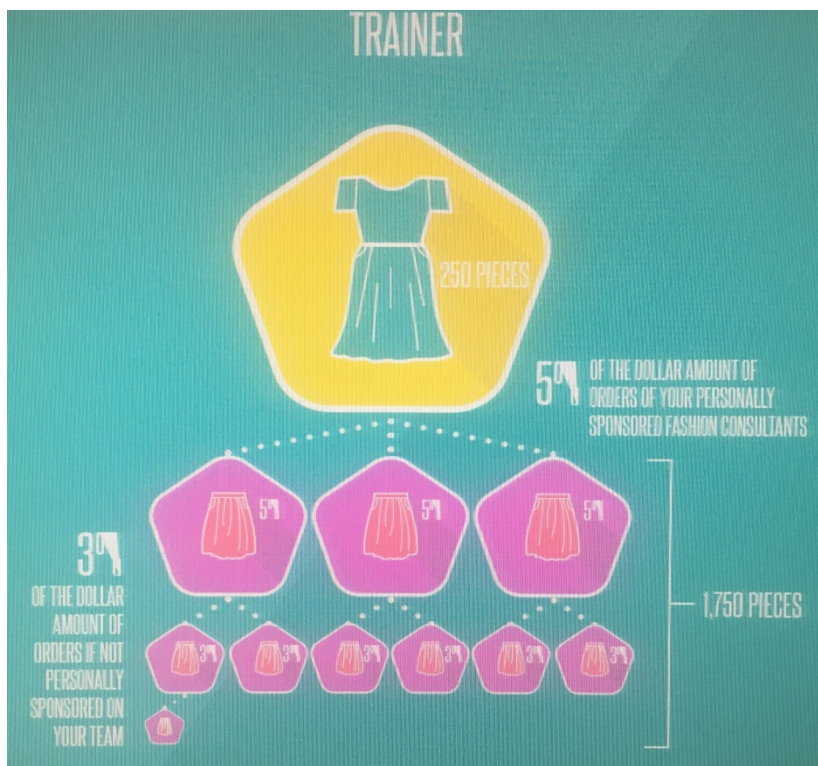 TRAINER
250 PIECES
5%
OF THE DOLLAR AMOUNT OF
ORDERS OF YOUR PERSONALLY
SPONSORED FASHION CONSULTANTS
5%
5%
5%
3%
OF THE DOLLAR
AMOUNT OF
ORDERS IF NOT
PERSONALLY
SPONSORED ON
YOUR TEAM
1,750 PIECES
3%
3%
3%
3%
3%
3%